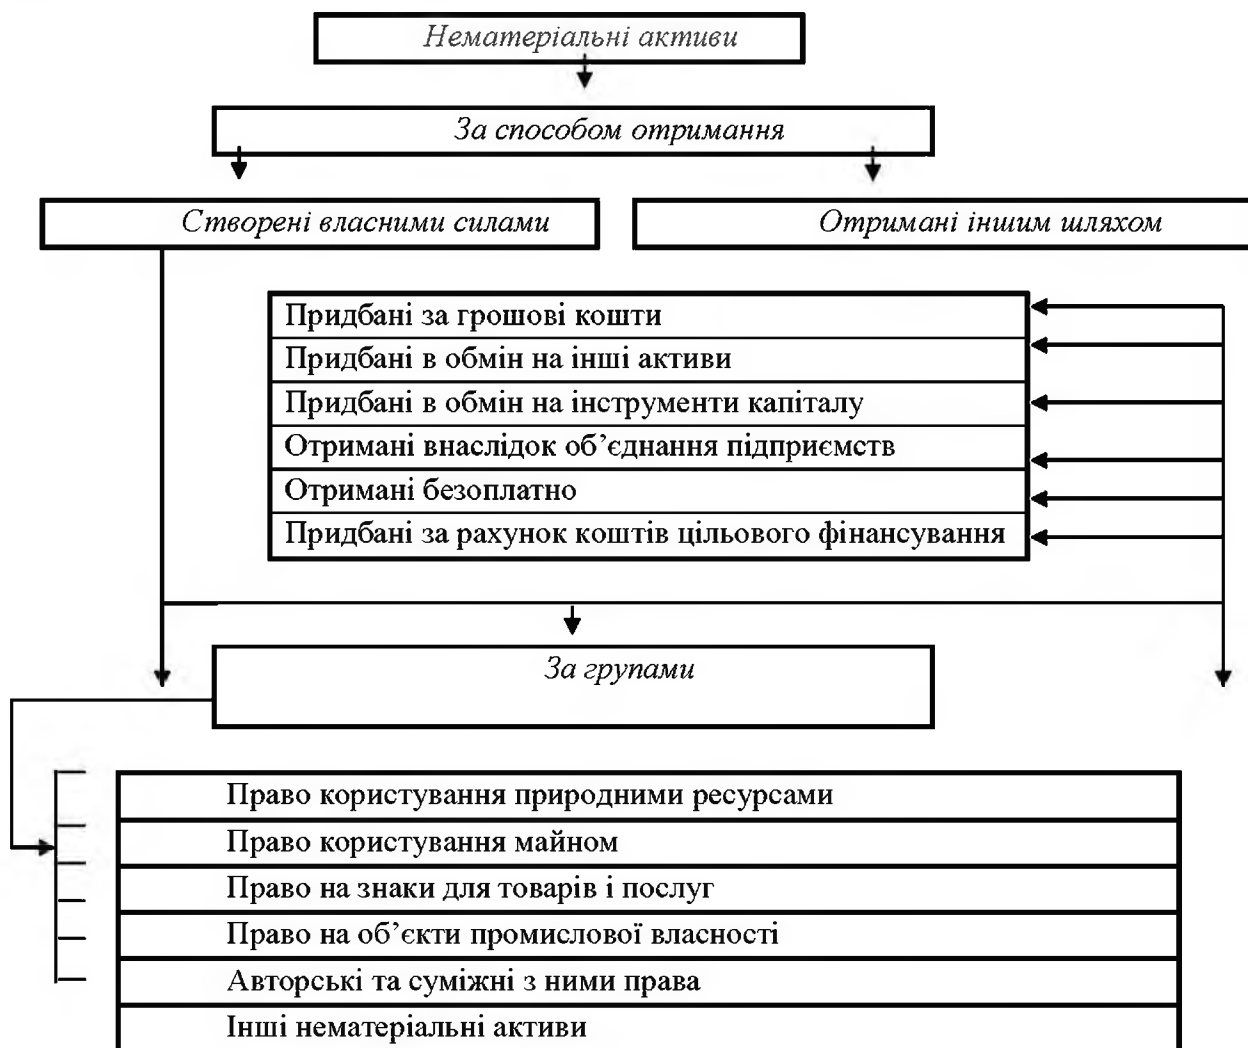 Нематеріальні активи
За способом отримання
Створені власними силами
Отримані іншим шляхом
Придбані за грошові кошти
Придбані в обмін на інші активи
Придбані в обмін на інструменти капіталу
Отримані внаслідок об’єднання підприємств
Отримані безоплатно
Придбані за рахунок коштів цільового фінансування
За групами
Право користування природними ресурсами
Право користування майном
Право на знаки для товарів і послуг
Право на об’єкти промислової власності
Авторські та суміжні з ними права
Інші нематеріальні активи